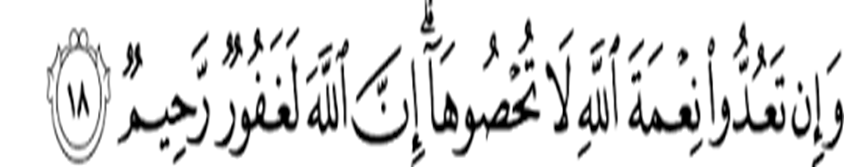 وَإِن تَعُدُّوا۟ نِعْمَةَ ٱللَّهِ لَا تُحْصُوهَآ ۗ إِنَّ ٱللَّهَ لَغَفُورٌ رَّحِيمٌ ١٨